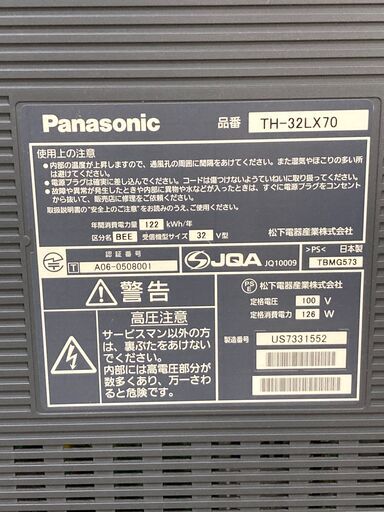 Panasonic 品番 TH-32LX70
使用上の注意
●内部の温度が上昇しますので、通風孔の周囲に間隔をあけてください。また湿気やほこりの多い所は避けてください。
●電源プラグは確実に差し込んでください。コードは傷つけないようていねいに扱ってください。
●故障や異常が発生したときや内部に異物や水などが入ったときは、すぐに電源プラグをコンセントから抜いて、販売店に修理をご依頼ください。
取扱説明書の"安全上のご注意"をお読みのうえ、ご使用ください。
年間消費電力量 122 kWh/年
区分名 BEE 受信機型サイズ 32 V型
松下電器産業株式会社
認証番号
T A06-0508001
JQA JQ10009
>PS< 日本製
TBMG573
警告
高圧注意
サービスマン以外の方
は、裏ぶたをあけない
でください。
内部には高電圧部分が
数多くあり、万一さわ
ると危険です。
PS E 松下電器産業株式会社
定格電圧 100 V
定格消費電力 126 W
製造番号 US7331552